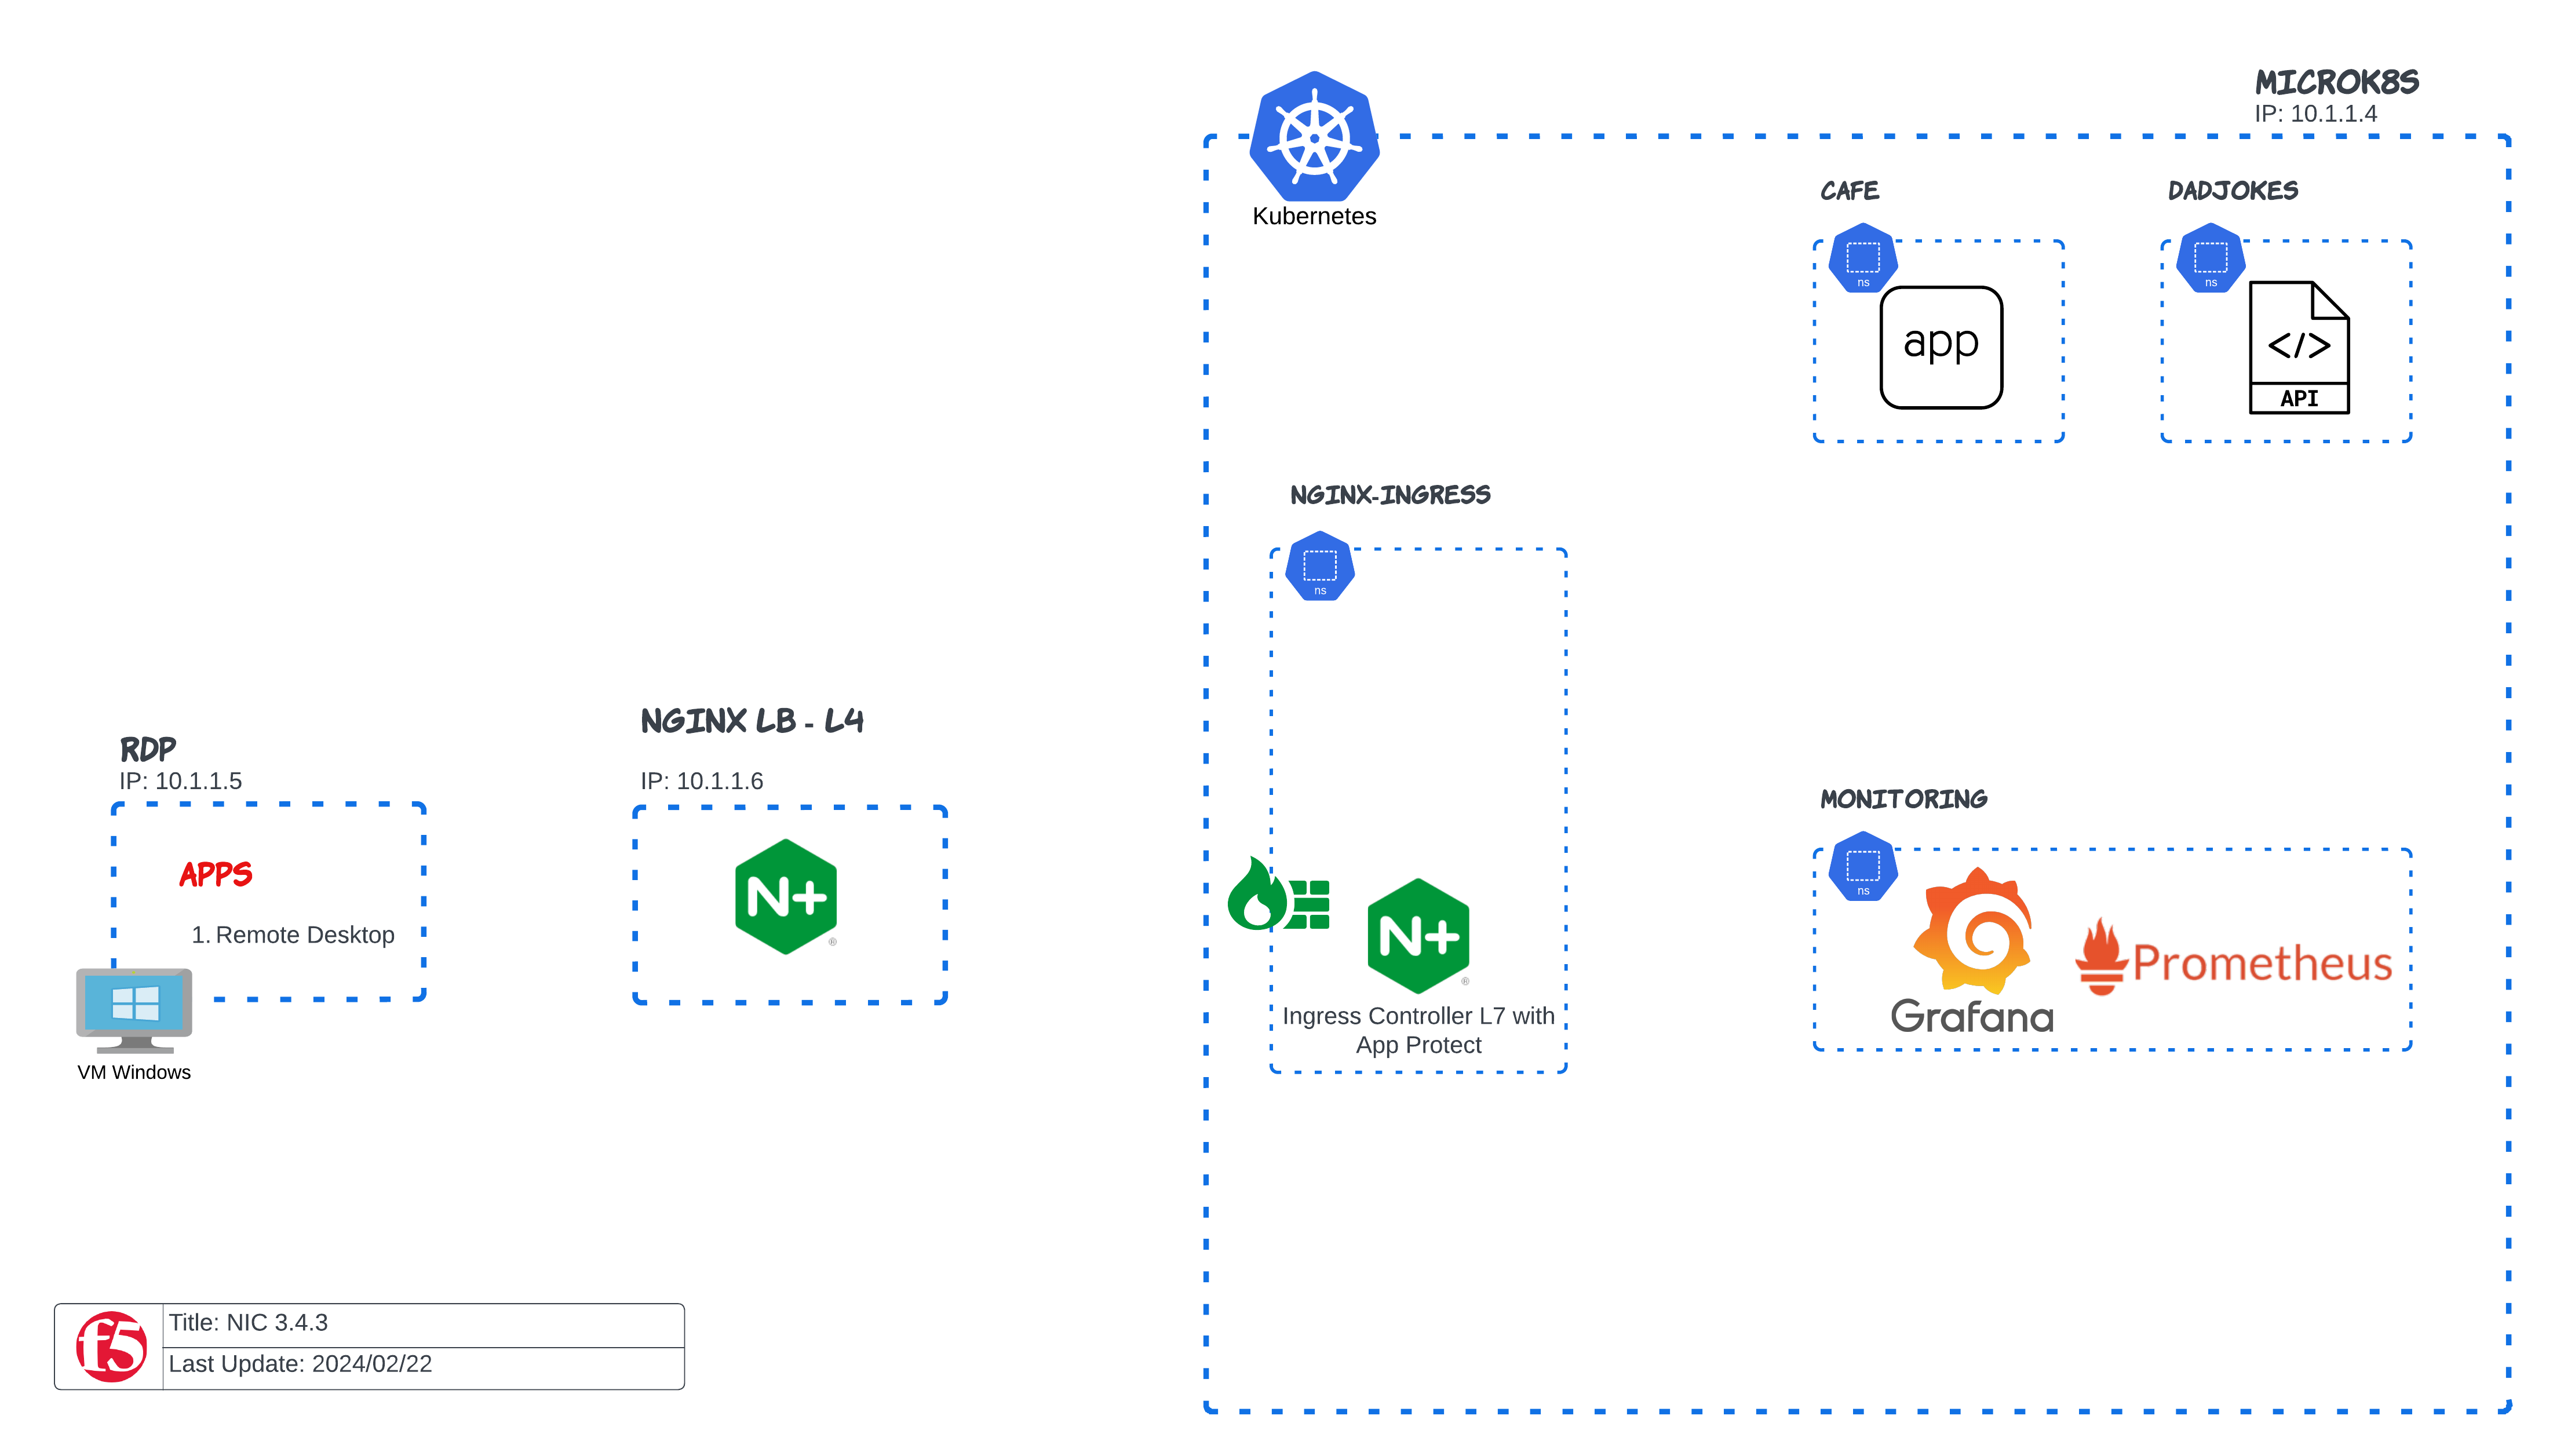 MICROK8S
IP: 10.1.1.4
Kubernetes
CAFE
ns
app
DADJOKES
ns
</>
API
NGINX-INGRESS
ns
N+
®
Ingress Controller L7 with
App Protect
MONITORING
ns
Grafana
Prometheus
RDP
IP: 10.1.1.5
APPS
1. Remote Desktop
VM Windows
NGINX LB - L4
IP: 10.1.1.6
N+
®
f5
Title: NIC 3.4.3
Last Update: 2024/02/22